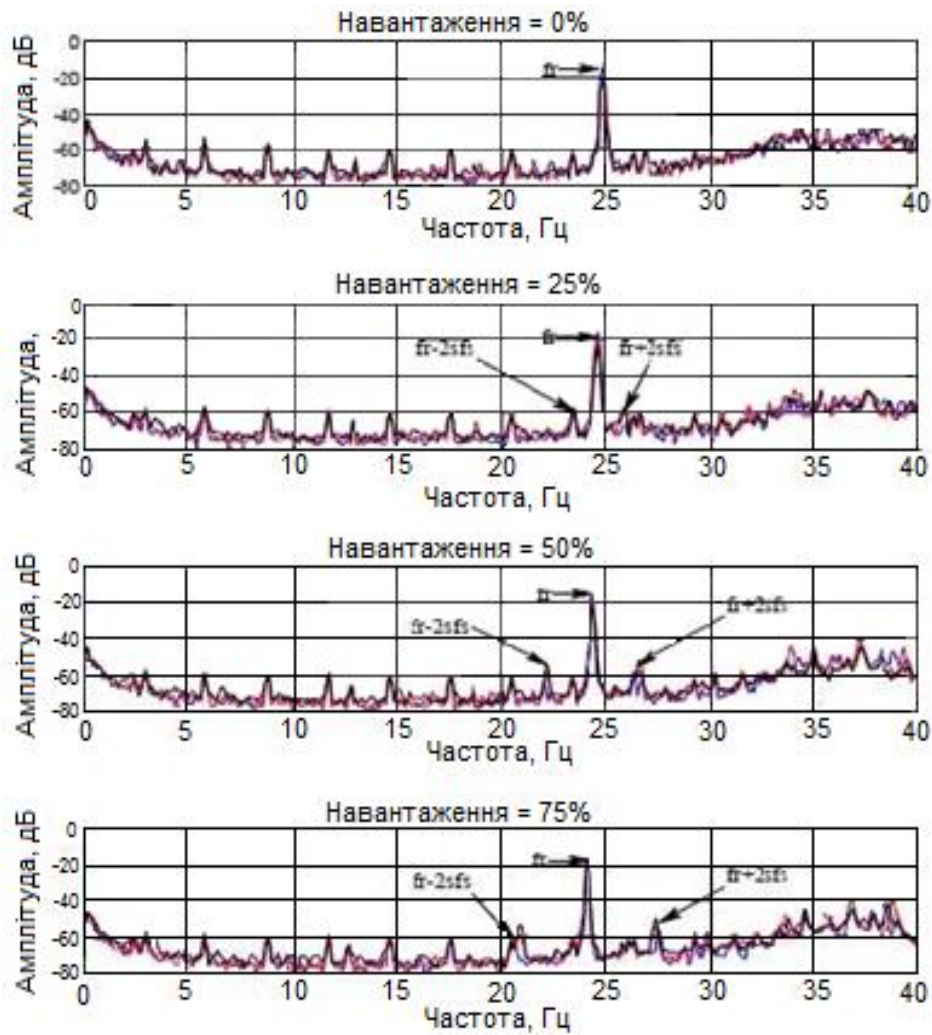 Навантаження = 0%
Амплітуда, дБ
0
-20
-40
-60
-80
fr
0 5 10 15 20 25 30 35 40
Частота, Гц
Навантаження = 25%
Амплітуда,
0
-20
-40
-60
-80
fr-2sfs
fr
fr+2sfs
0 5 10 15 20 25 30 35 40
Частота, Гц
Навантаження = 50%
Амплітуда, дБ
0
-20
-40
-60
-80
fr-2sfs
fr
fr+2sfs
0 5 10 15 20 25 30 35 40
Частота, Гц
Навантаження = 75%
Амплітуда, дБ
0
-20
-40
-60
-80
fr-2sfs
fr
fr+2sfs
0 5 10 15 20 25 30 35 40
Частота, Гц